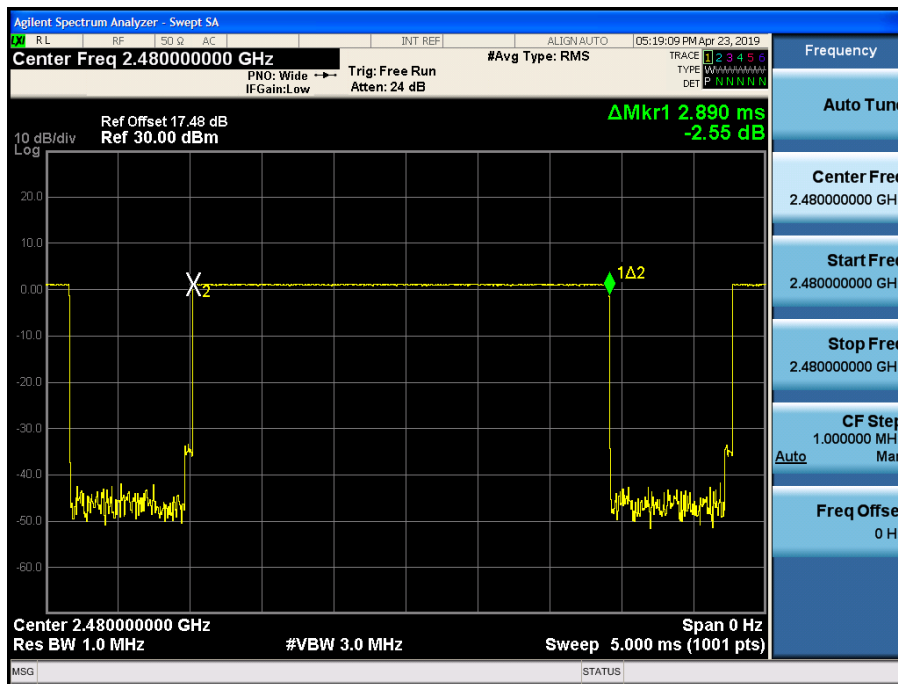 Agilent Spectrum Analyzer - Swept SA
LXI RL RF 50 Ω AC INT REF ALIGN AUTO 05:19:09 PM Apr 23, 2019
Center Freq 2.480000000 GHz #Avg Type: RMS TRACE 1 2 3 4 5 6
PNO: Wide Trig: Free Run TYPE WWWWWW
IFGain:Low Atten: 24 dB DET P N N N N N
ΔMkr1 2.890 ms
-2.55 dB
Ref Offset 17.48 dB
10 dB/div Ref 30.00 dBm
Log
20.0
10.0
0.00
-10.0
-20.0
-30.0
-40.0
-50.0
-60.0
2
1Δ2
Center 2.480000000 GHz Span 0 Hz
Res BW 1.0 MHz #VBW 3.0 MHz Sweep 5.000 ms (1001 pts)
MSG STATUS
Frequency
Auto Tun
Center Fre
2.480000000 GH
Start Fre
2.480000000 GH
Stop Fre
2.480000000 GH
CF Ste
1.000000 MH
Auto Ma
Freq Offse
0 H